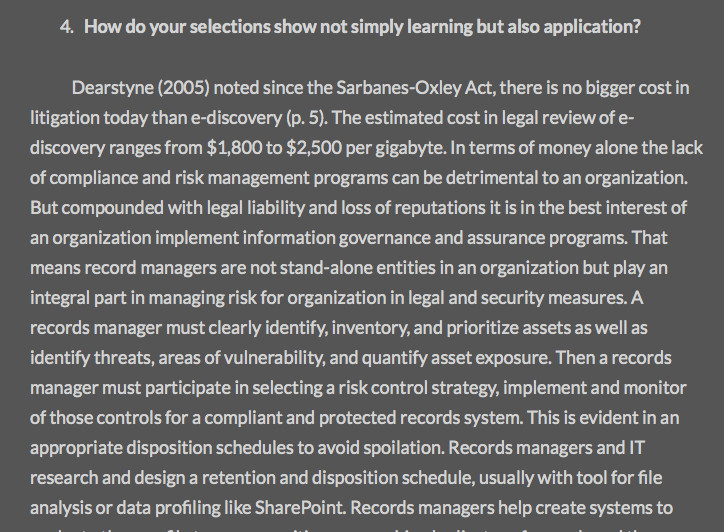 4. How do your selections show not simply learning but also application?
Dearstyne (2005) noted since the Sarbanes-Oxley Act, there is no bigger cost in
litigation today than e-discovery (p. 5). The estimated cost in legal review of e-
discovery ranges from $1,800 to $2,500 per gigabyte. In terms of money alone the lack
of compliance and risk management programs can be detrimental to an organization.
But compounded with legal liability and loss of reputations it is in the best interest of
an organization implement information governance and assurance programs. That
means record managers are not stand-alone entities in an organization but play an
integral part in managing risk for organization in legal and security measures. A
records manager must clearly identify, inventory, and prioritize assets as well as
identify threats, areas of vulnerability, and quantify asset exposure. Then a records
manager must participate in selecting a risk control strategy, implement and monitor
of those controls for a compliant and protected records system. This is evident in an
appropriate disposition schedules to avoid spoilation. Records managers and IT
research and design a retention and disposition schedule, usually with tool for file
analysis or data profiling like SharePoint. Records managers help create systems to